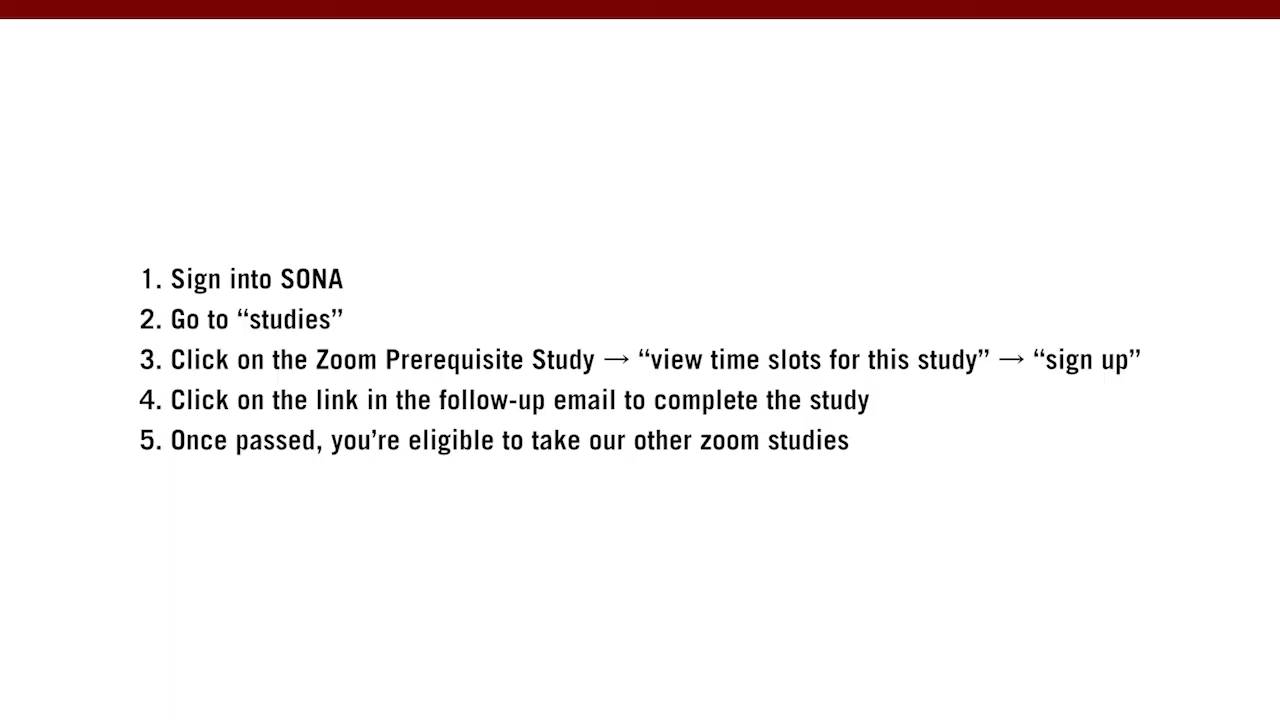 1. Sign into SONA
2. Go to “studies”
3. Click on the Zoom Prerequisite Study → “view time slots for this study” → “sign up”
4. Click on the link in the follow-up email to complete the study
5. Once passed, you’re eligible to take our other zoom studies